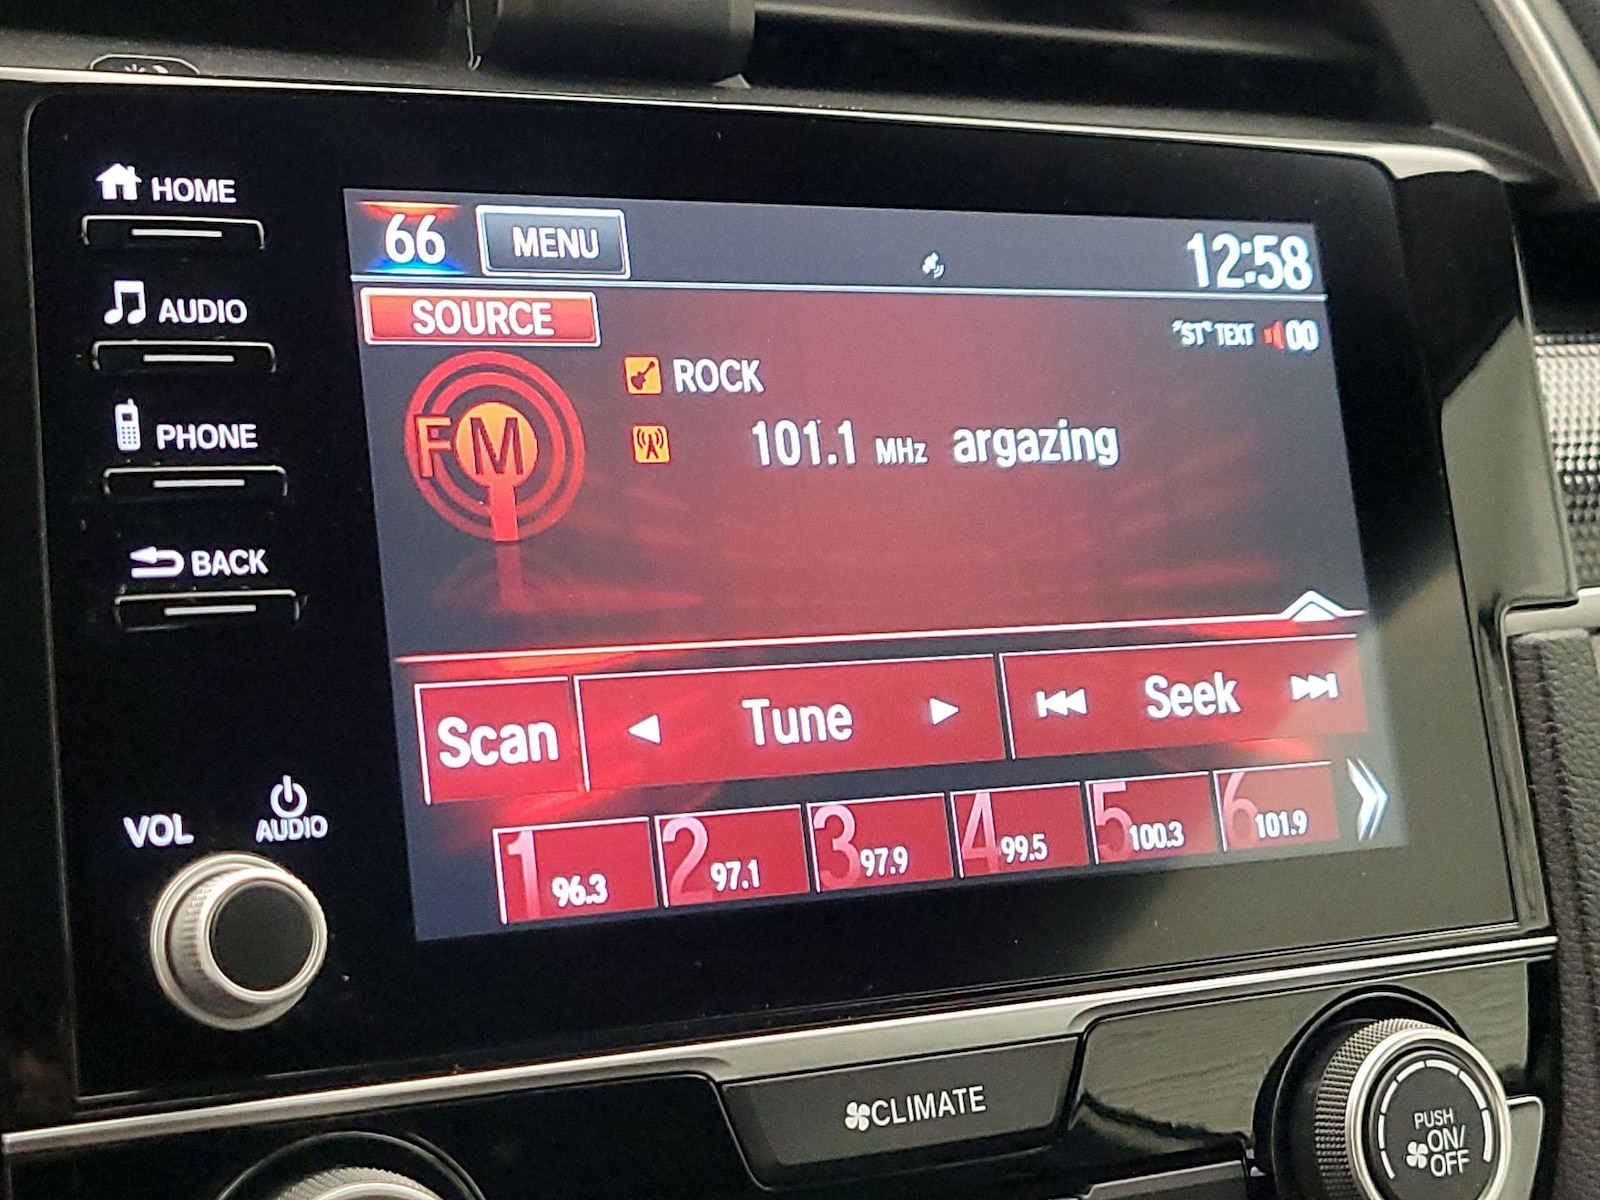 HOME
AUDIO
PHONE
BACK
VOL
AUDIO
66 MENU 12:58
SOURCE
"ST" TEXT 00
FM
ROCK
101.1 MHz argazing
Scan Tune Seek
1 96.3 2 97.1 3 97.9 4 99.5 5 100.3 6 101.9
CLIMATE
PUSH
ON/
OFF